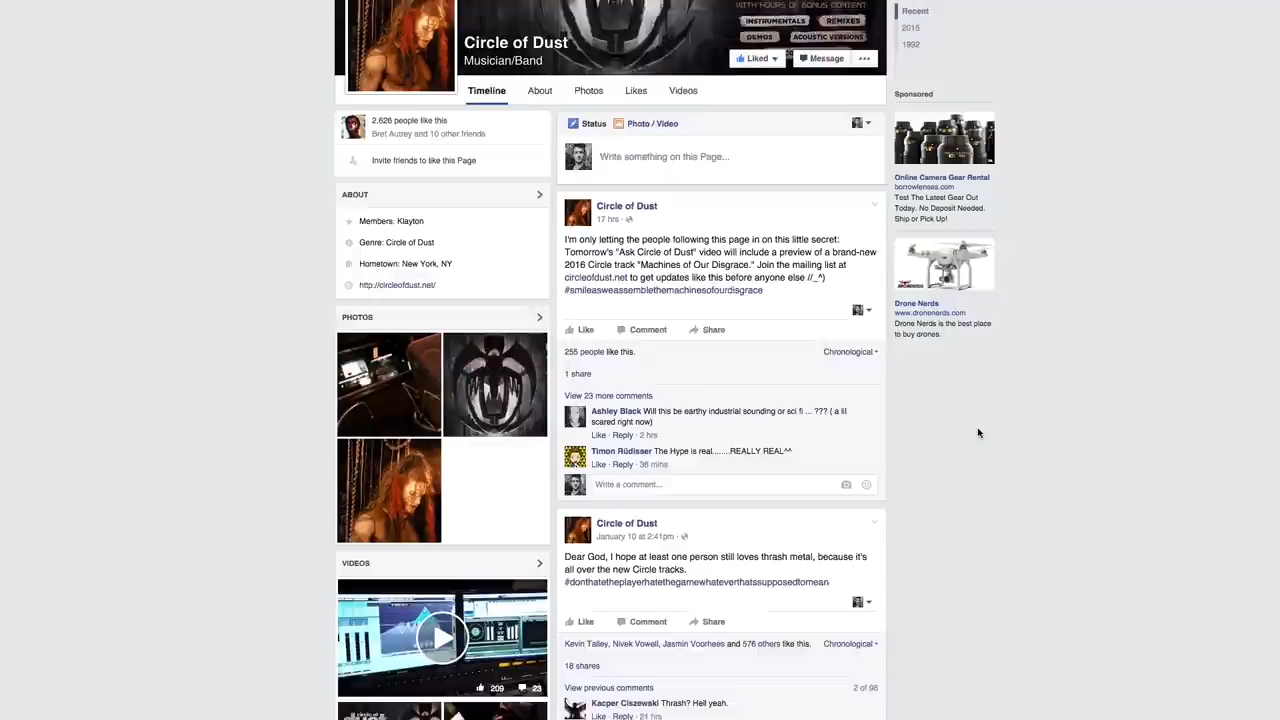 WITH HOURS OF BONUS CONTENT
INSTRUMENTALS
REMIXES
DEMOS
ACOUSTIC VERSIONS
Circle of Dust
Musician/Band
Liked
Message
Timeline
About
Photos
Likes
Videos
2,626 people like this
Bret Autrey and 10 other friends
Invite friends to like this Page
ABOUT
Members: Klayton
Genre: Circle of Dust
Hometown: New York, NY
http://circleofdust.net/
PHOTOS
VIDEOS
209
23
Status
Photo / Video
Write something on this Page...
Circle of Dust
17 hrs ·
I'm only letting the people following this page in on this little secret:
Tomorrow's "Ask Circle of Dust" video will include a preview of a brand-new
2016 Circle track "Machines of Our Disgrace." Join the mailing list at
circleofdust.net to get updates like this before anyone else //_^)
#smileasweassemblethemachinesofourdisgrace
Like
Comment
Share
255 people like this.
Chronological
1 share
View 23 more comments
Ashley Black Will this be earthy industrial sounding or sci fi ... ??? ( a lil
scared right now)
Like · Reply · 2 hrs
Timon Rüdisser The Hype is real........REALLY REAL^^
Like · Reply · 36 mins
Write a comment...
Circle of Dust
January 10 at 2:41pm ·
Dear God, I hope at least one person still loves thrash metal, because it's
all over the new Circle tracks.
#donthatetheplayerhatethegamewhateverthatssupposedtomean
Like
Comment
Share
Kevin Talley, Nivek Vowell, Jasmin Voorhees and 576 others like this.
Chronological
18 shares
View previous comments
2 of 96
Kacper Ciszewski Thrash? Hell yeah.
Like · Reply · 21 hrs
Recent
2015
1992
Sponsored
Online Camera Gear Rental
borrowlenses.com
Test The Latest Gear Out
Today. No Deposit Needed.
Ship or Pick Up!
Drone Nerds
www.dronenerds.com
Drone Nerds is the best place
to buy drones.